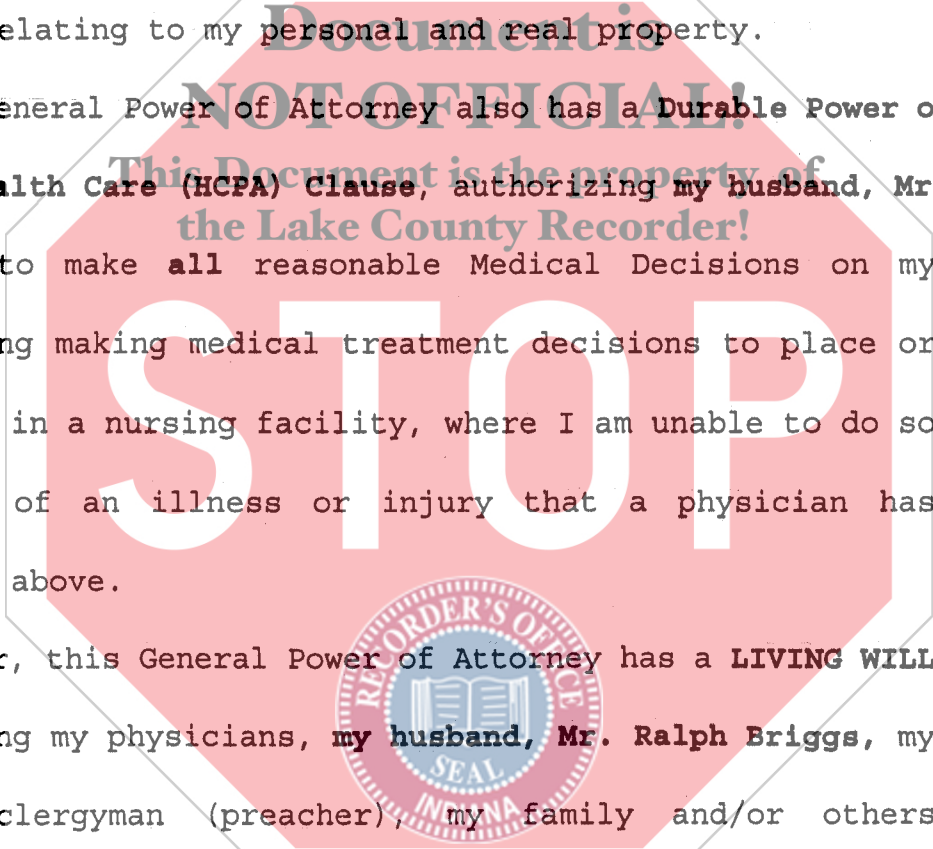 elating to my personal and real property.
Document is
eneral Power of Attorney also has a Durable Power o
NOT OFFICIAL!
alth Care (HCPA) Clause, authorizing my husband, Mr
This Document is the property of
the Lake County Recorder!
to make all reasonable Medical Decisions on my
ng making medical treatment decisions to place or
in a nursing facility, where I am unable to do so
STOP
of an illness or injury that a physician has
above.
r, this General Power of Attorney has a LIVING WILL
ng my physicians, my husband, Mr. Ralph Briggs, my
clergyman (preacher), my family and/or others
RECORDER'S OFFICE
SEAL
INDIANA